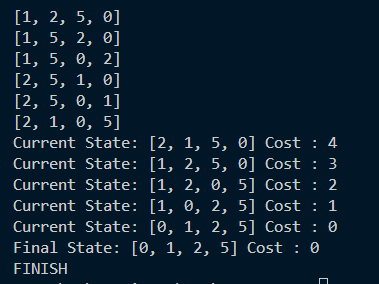 [1, 2, 5, 0]
[1, 5, 2, 0]
[1, 5, 0, 2]
[2, 5, 1, 0]
[2, 5, 0, 1]
[2, 1, 0, 5]
Current State: [2, 1, 5, 0] Cost : 4
Current State: [1, 2, 5, 0] Cost : 3
Current State: [1, 2, 0, 5] Cost : 2
Current State: [1, 0, 2, 5] Cost : 1
Current State: [0, 1, 2, 5] Cost : 0
Final State: [0, 1, 2, 5] Cost : 0
FINISH